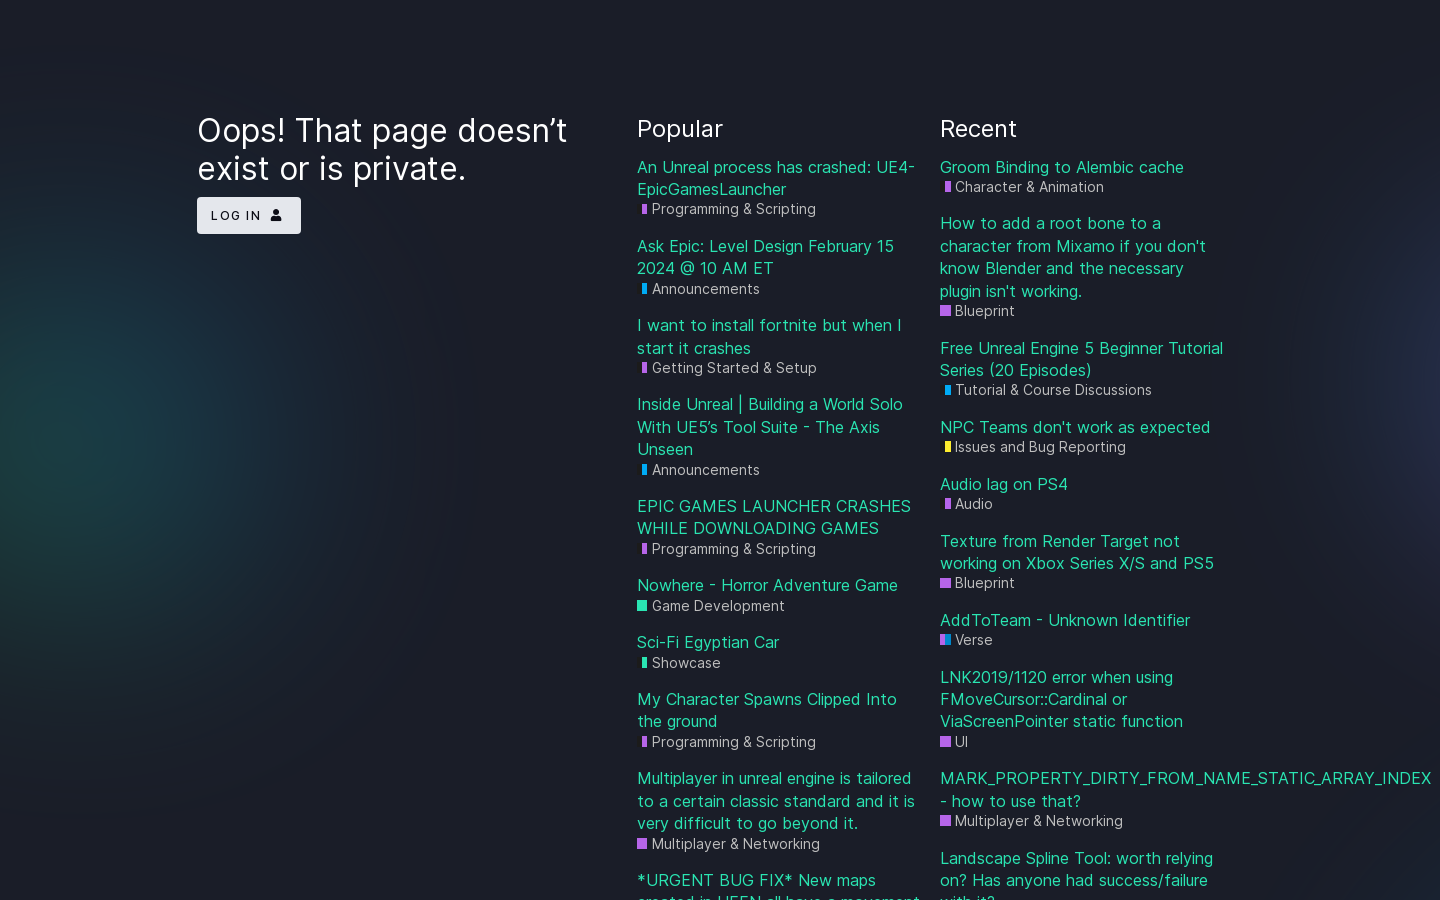 Oops! That page doesn’t
exist or is private.
LOG IN
Popular
An Unreal process has crashed: UE4-
EpicGamesLauncher
Programming & Scripting
Ask Epic: Level Design February 15
2024 @ 10 AM ET
Announcements
I want to install fortnite but when I
start it crashes
Getting Started & Setup
Inside Unreal | Building a World Solo
With UE5’s Tool Suite - The Axis
Unseen
Announcements
EPIC GAMES LAUNCHER CRASHES
WHILE DOWNLOADING GAMES
Programming & Scripting
Nowhere - Horror Adventure Game
Game Development
Sci-Fi Egyptian Car
Showcase
My Character Spawns Clipped Into
the ground
Programming & Scripting
Multiplayer in unreal engine is tailored
to a certain classic standard and it is
very difficult to go beyond it.
Multiplayer & Networking
*URGENT BUG FIX* New maps
created in UEFN all have a movement
Recent
Groom Binding to Alembic cache
Character & Animation
How to add a root bone to a
character from Mixamo if you don't
know Blender and the necessary
plugin isn't working.
Blueprint
Free Unreal Engine 5 Beginner Tutorial
Series (20 Episodes)
Tutorial & Course Discussions
NPC Teams don't work as expected
Issues and Bug Reporting
Audio lag on PS4
Audio
Texture from Render Target not
working on Xbox Series X/S and PS5
Blueprint
AddToTeam - Unknown Identifier
Verse
LNK2019/1120 error when using
FMoveCursor::Cardinal or
ViaScreenPointer static function
UI
MARK_PROPERTY_DIRTY_FROM_NAME_STATIC_ARRAY_INDEX
- how to use that?
Multiplayer & Networking
Landscape Spline Tool: worth relying
on? Has anyone had success/failure
with it?